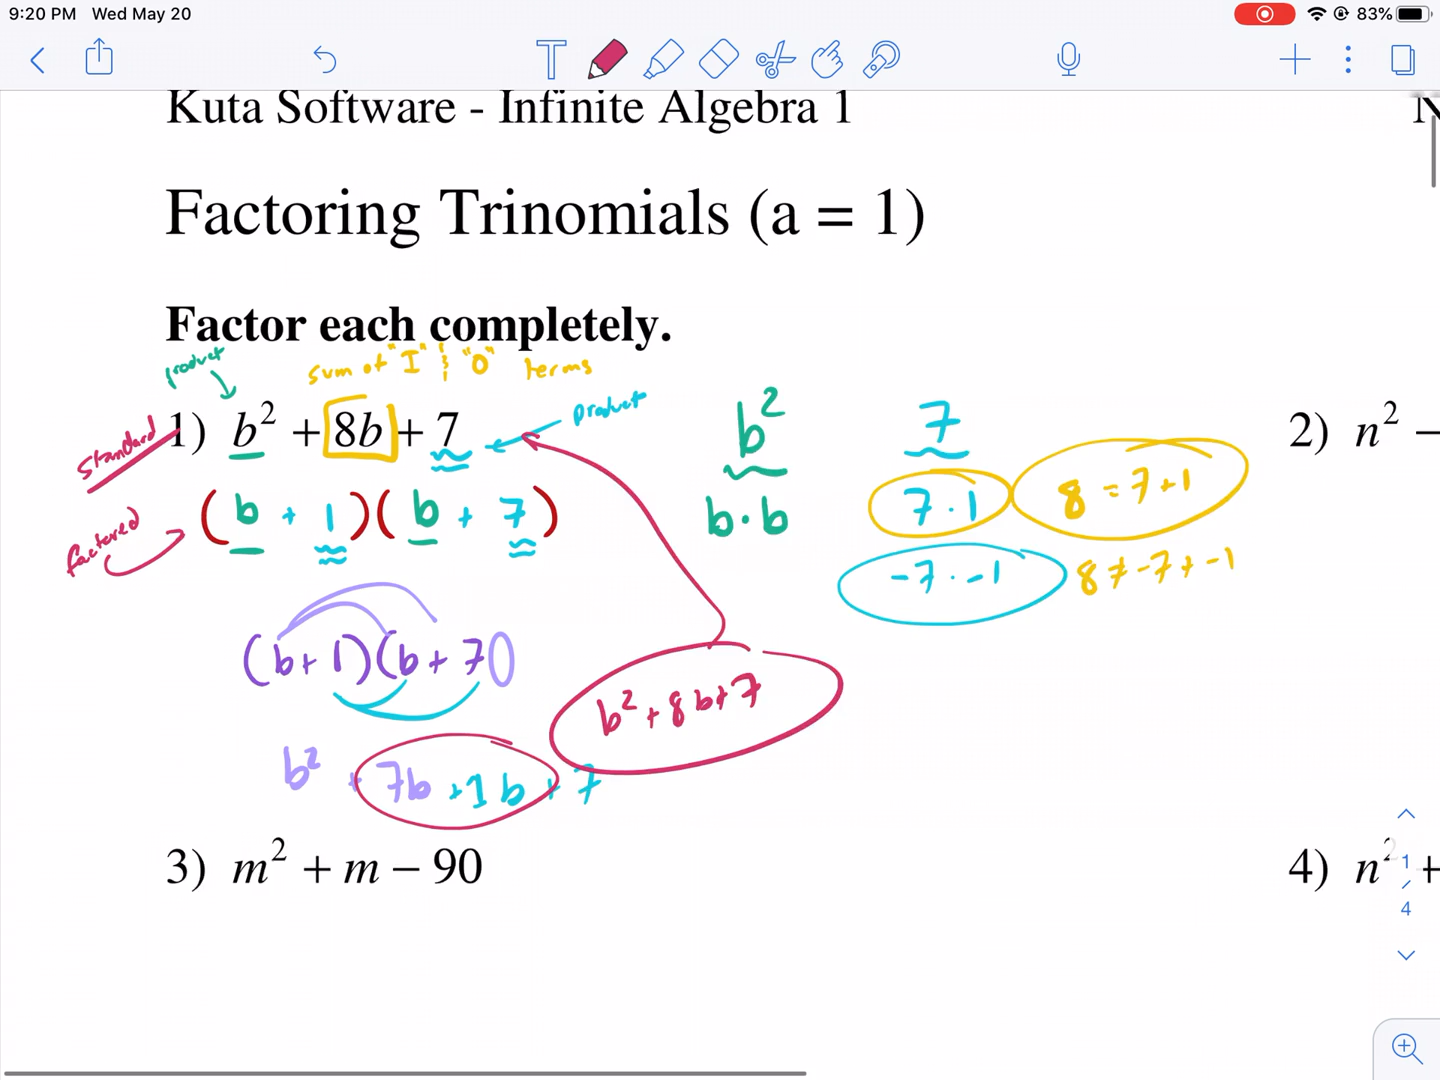 9:20 PM Wed May 20
83%
Kuta Software - Infinite Algebra 1
N
Factoring Trinomials (a = 1)
Factor each completely.
product
sum of "I" & "O" terms
product
standard
1) b² + 8b + 7
b²
7
2) n² −
factored
(b + 1)(b + 7)
b·b
7·1
8 = 7+1
-7·-1
8 ≠ -7+-1
(b+1)(b+7)
b²+8b+7
b² + 7b +1b + 7
3) m² + m − 90
4) n² +
1
/
4